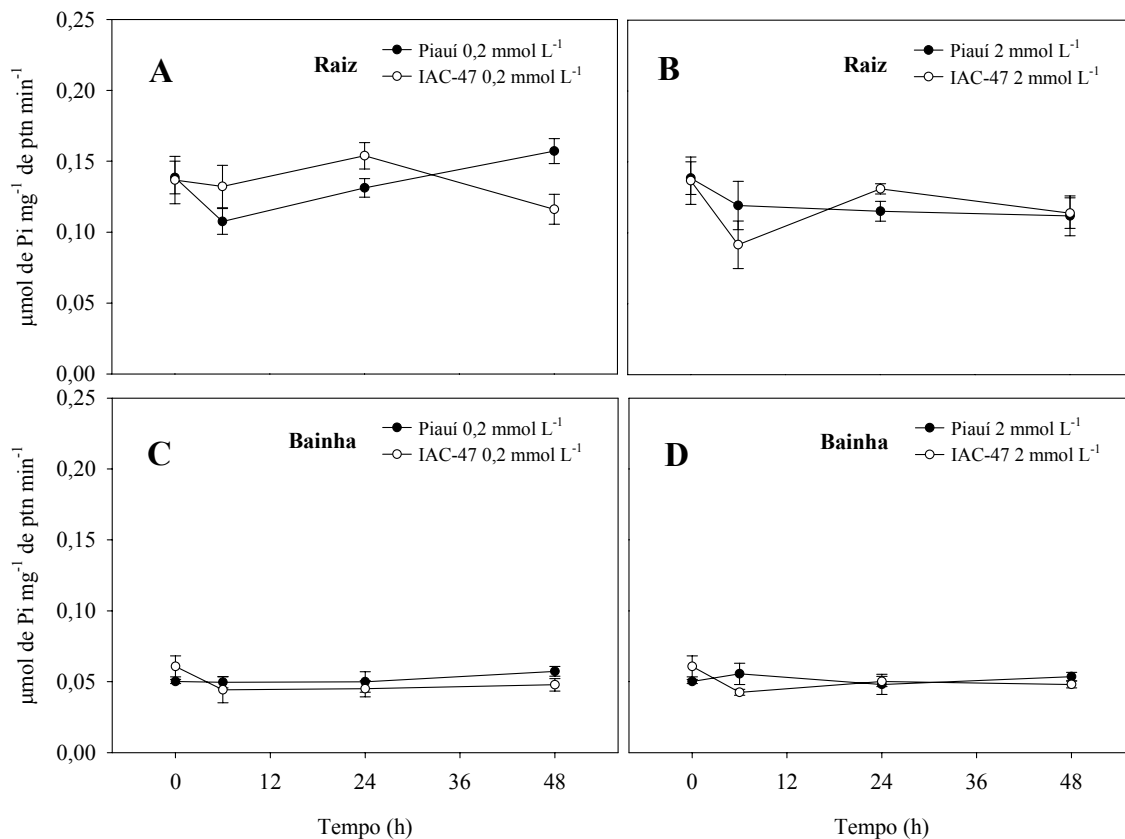 0,25
0,20
0,15
0,10
0,05
0,00
µmol de Pi mg⁻¹ de ptn min⁻¹
A
Raiz
Piauí 0,2 mmol L⁻¹
IAC-47 0,2 mmol L⁻¹
B
Raiz
Piauí 2 mmol L⁻¹
IAC-47 2 mmol L⁻¹
0,25
0,20
0,15
0,10
0,05
0,00
µmol de Pi mg⁻¹ de ptn min⁻¹
C
Bainha
Piauí 0,2 mmol L⁻¹
IAC-47 0,2 mmol L⁻¹
D
Bainha
Piauí 2 mmol L⁻¹
IAC-47 2 mmol L⁻¹
0 12 24 36 48
0 12 24 36 48
Tempo (h)
Tempo (h)